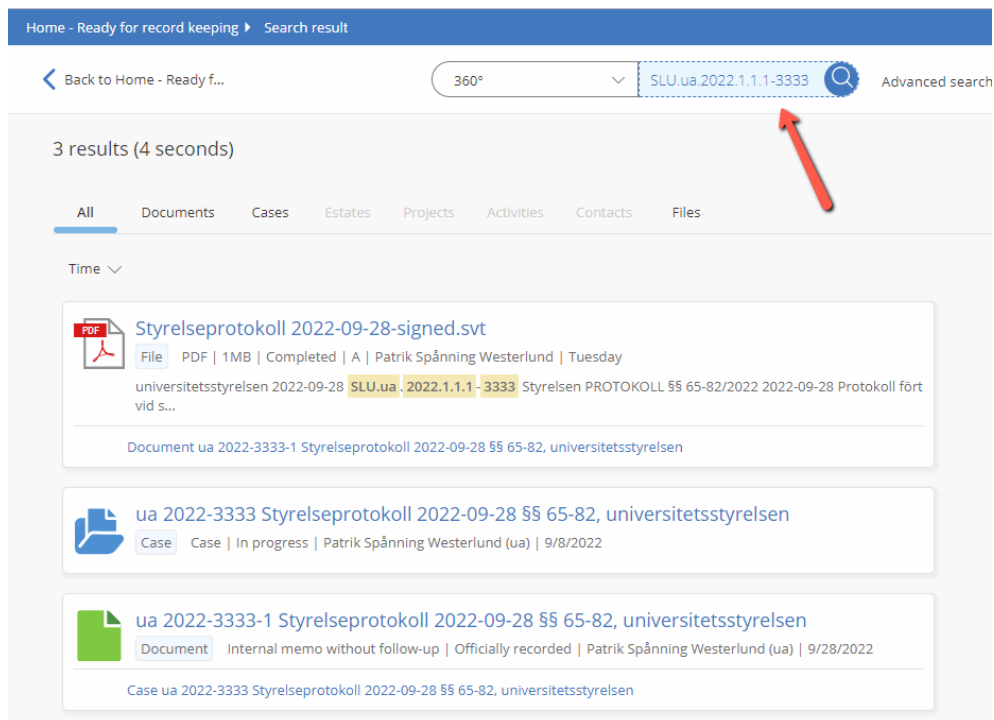 Home - Ready for record keeping Search result
Back to Home - Ready f... 360° SLU.ua.2022.1.1.1-3333 Advanced search
3 results (4 seconds)
All Documents Cases Estates Projects Activities Contacts Files
Time
PDF Styrelseprotokoll 2022-09-28-signed.svt
File PDF | 1MB | Completed | A | Patrik Spånning Westerlund | Tuesday
universitetsstyrelsen 2022-09-28 SLU.ua.2022.1.1.1-3333 Styrelsen PROTOKOLL §§ 65-82/2022 2022-09-28 Protokoll fört
vid s...
Document ua 2022-3333-1 Styrelseprotokoll 2022-09-28 §§ 65-82, universitetsstyrelsen
ua 2022-3333 Styrelseprotokoll 2022-09-28 §§ 65-82, universitetsstyrelsen
Case Case | In progress | Patrik Spånning Westerlund (ua) | 9/8/2022
ua 2022-3333-1 Styrelseprotokoll 2022-09-28 §§ 65-82, universitetsstyrelsen
Document Internal memo without follow-up | Officially recorded | Patrik Spånning Westerlund (ua) | 9/28/2022
Case ua 2022-3333 Styrelseprotokoll 2022-09-28 §§ 65-82, universitetsstyrelsen